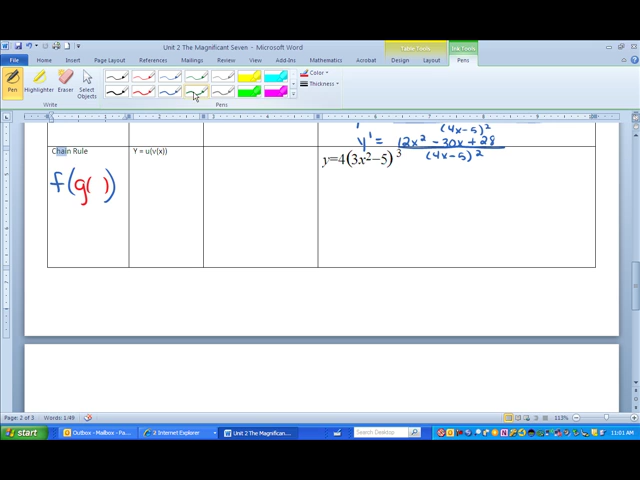 Unit 2 The Magnificent Seven - Microsoft Word
Table Tools
Ink Tools
File
Home
Insert
Page Layout
References
Mailings
Review
View
Add-Ins
Mathematics
Acrobat
Design
Layout
Pens
Pen
Highlighter
Eraser
Select
Objects
Color
Thickness
Write
Pens
(4x-5)²
y' = 12x² - 30x + 28
(4x-5)²
Chain Rule
Y = u(v(x))
y=4(3x²−5)³
f(g( ))
Page: 2 of 3
Words: 1/49
113%
start
Outbox - Mailbox - Pa...
2 Internet Explorer
Unit 2 The Magnifican...
Search Desktop
11:01 AM